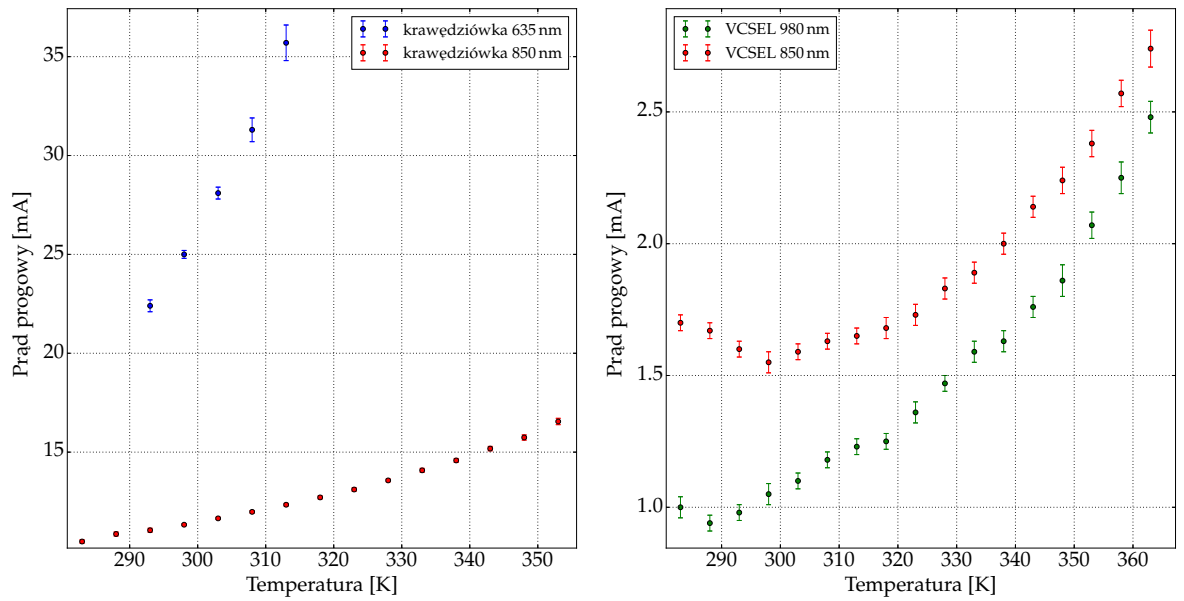 krawędziówka 635 nm
krawędziówka 850 nm
35
30
25
20
15
Prąd progowy [mA]
290 300 310 320 330 340 350
Temperatura [K]
VCSEL 980 nm
VCSEL 850 nm
2.5
2.0
1.5
1.0
Prąd progowy [mA]
290 300 310 320 330 340 350 360
Temperatura [K]